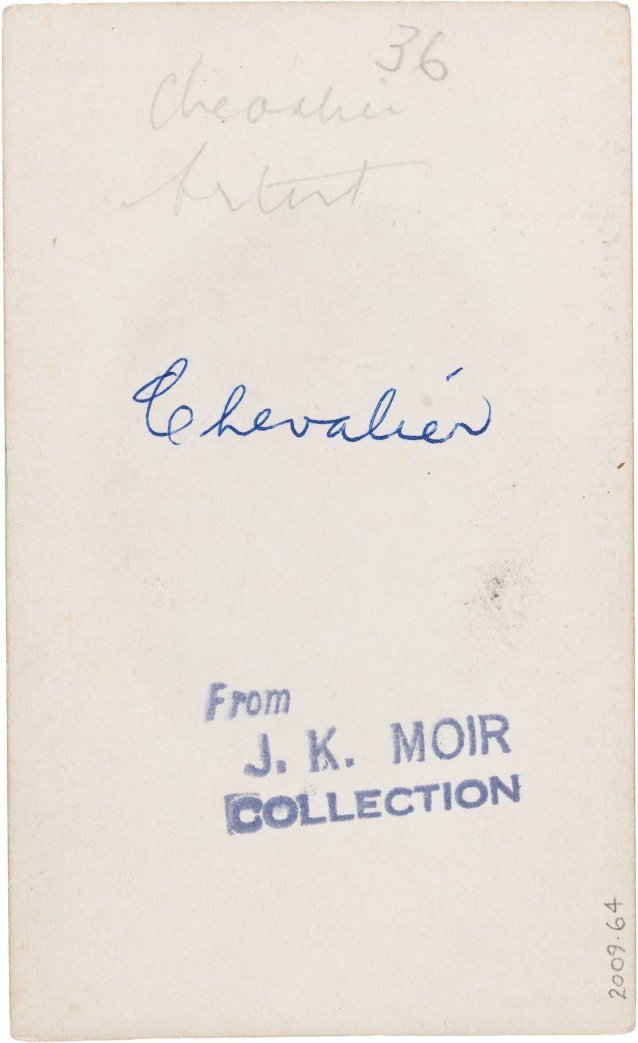 36
Chevalier
Artist
Chevalier
From
J. K. MOIR
COLLECTION
2009.64